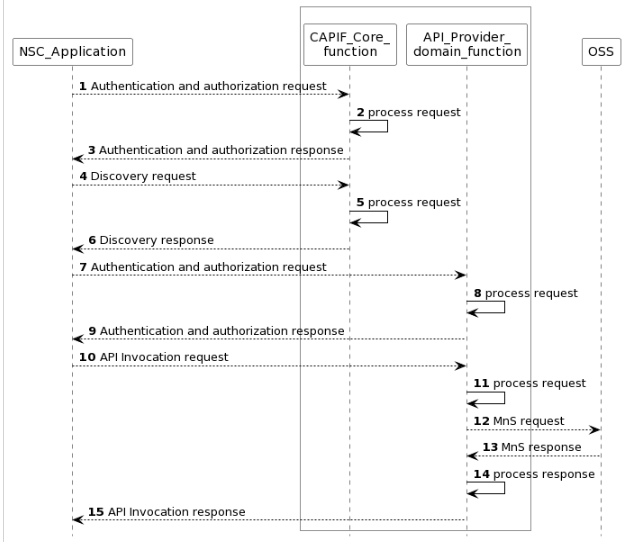 NSC_Application
CAPIF_Core_
function
API_Provider_
domain_function
OSS
1 Authentication and authorization request
2 process request
3 Authentication and authorization response
4 Discovery request
5 process request
6 Discovery response
7 Authentication and authorization request
8 process request
9 Authentication and authorization response
10 API Invocation request
11 process request
12 MnS request
13 MnS response
14 process response
15 API Invocation response